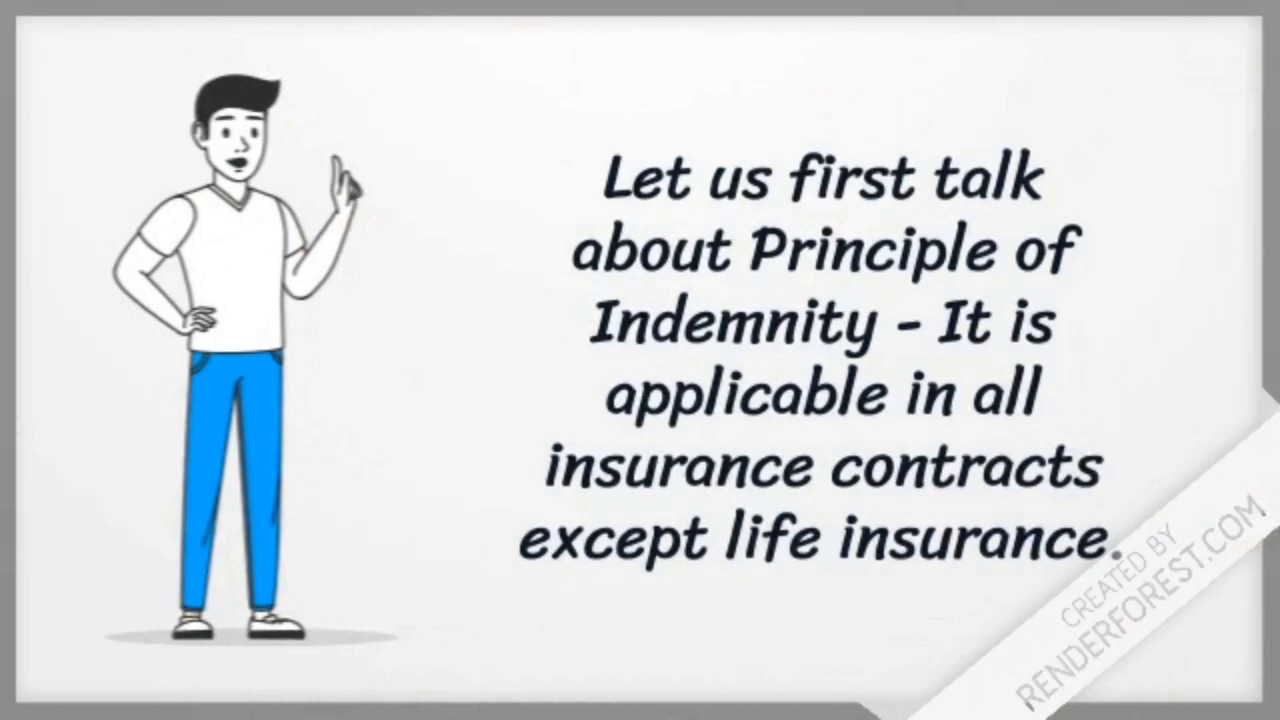 Let us first talk
about Principle of
Indemnity - It is
applicable in all
insurance contracts
except life insurance.
CREATED BY
RENDERFOREST.COM